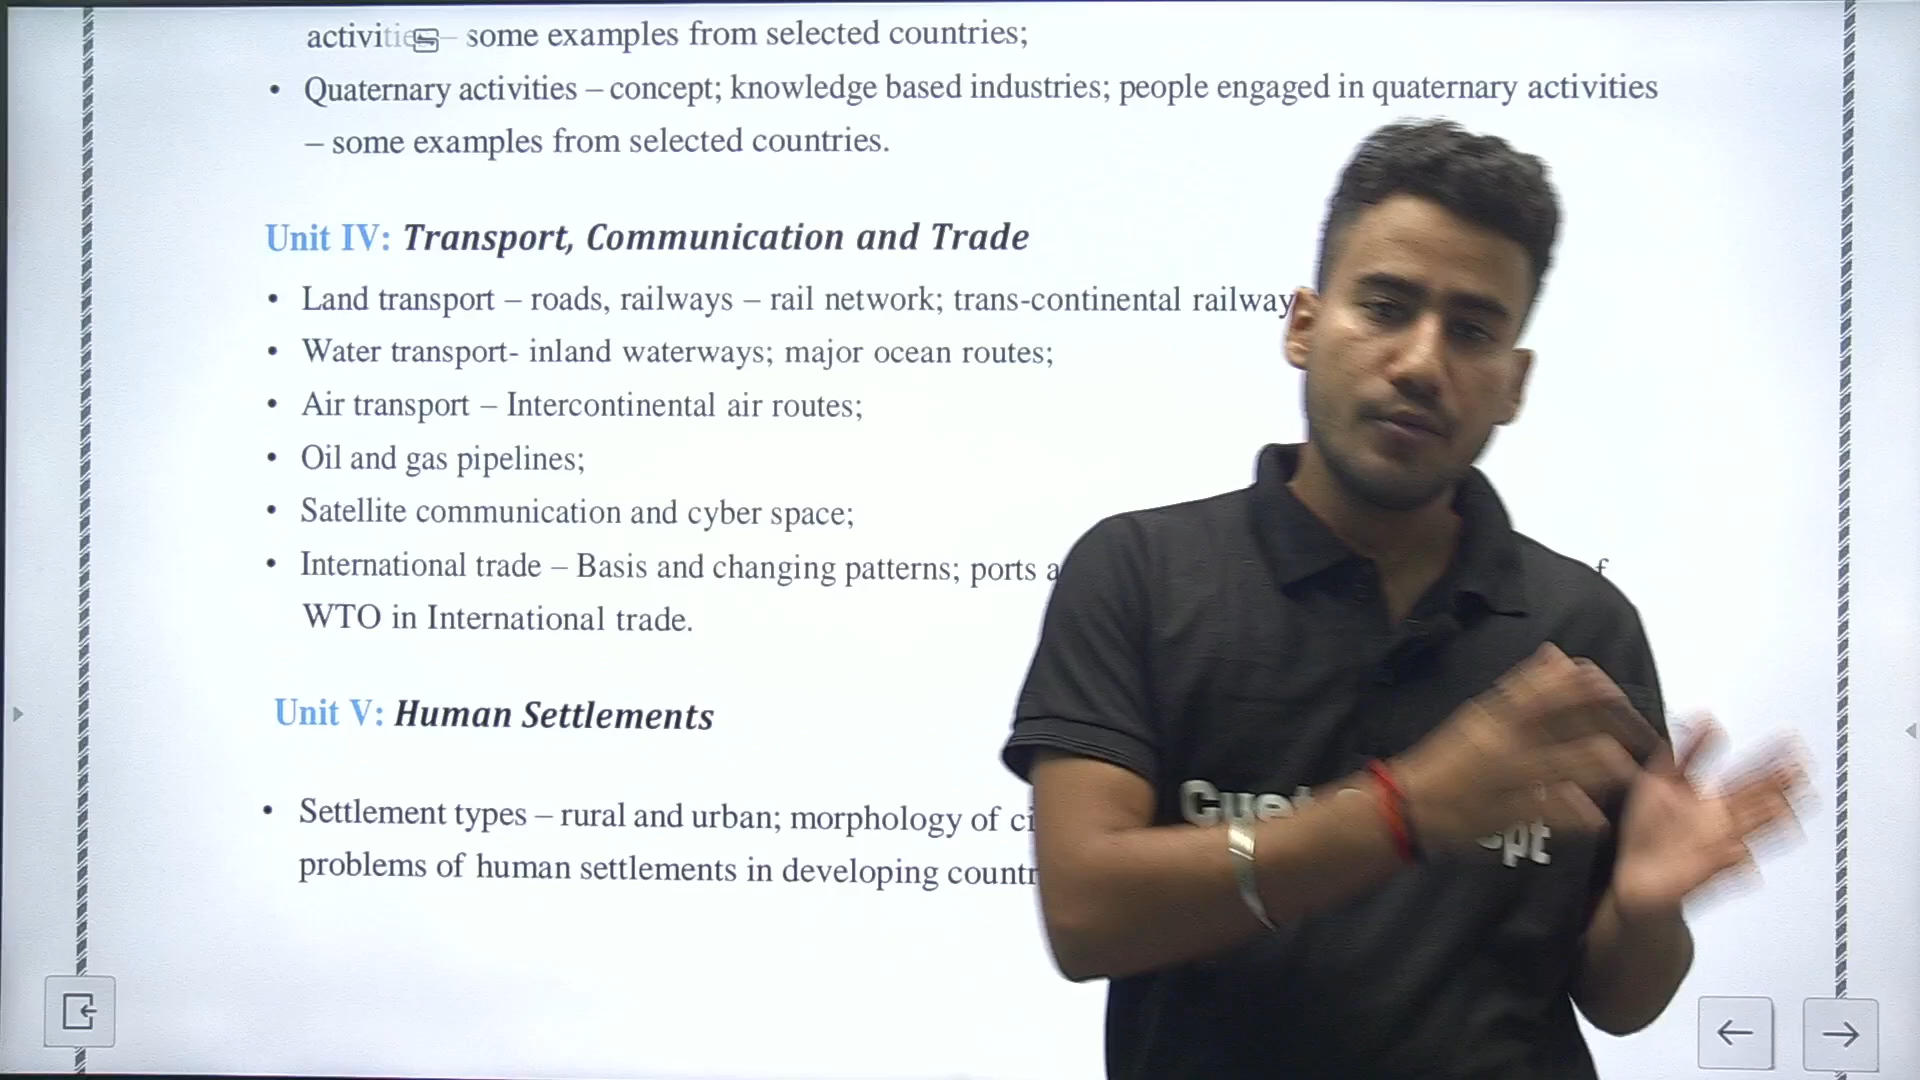 activities – some examples from selected countries;
• Quaternary activities – concept; knowledge based industries; people engaged in quaternary activities
– some examples from selected countries.
Unit IV: Transport, Communication and Trade
• Land transport – roads, railways – rail network; trans-continental railway
• Water transport- inland waterways; major ocean routes;
• Air transport – Intercontinental air routes;
• Oil and gas pipelines;
• Satellite communication and cyber space;
• International trade – Basis and changing patterns; ports
WTO in International trade.
Unit V: Human Settlements
• Settlement types – rural and urban; morphology of
problems of human settlements in developing